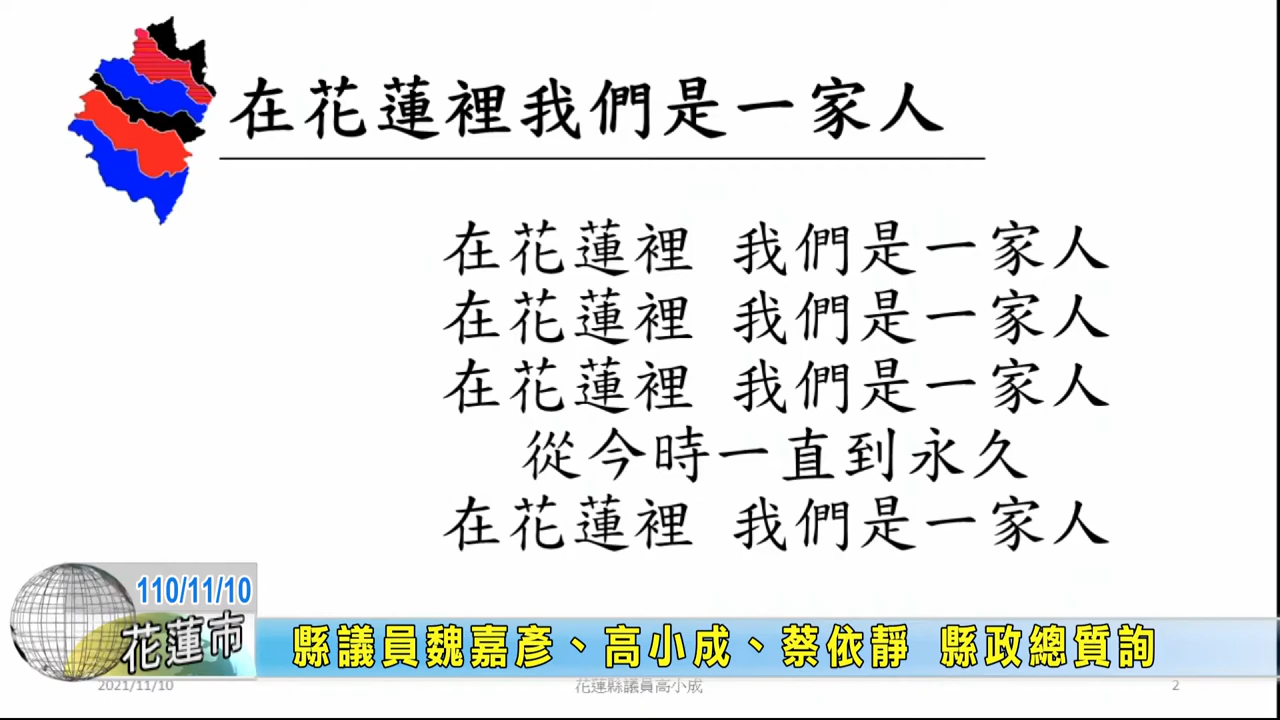 在花蓮裡我們是一家人
在花蓮裡 我們是一家人
在花蓮裡 我們是一家人
在花蓮裡 我們是一家人
從今時一直到永久
在花蓮裡 我們是一家人
110/11/10
花蓮市
縣議員魏嘉彥、高小成、蔡依靜 縣政總質詢
2021/11/10
花蓮縣議員高小成
2